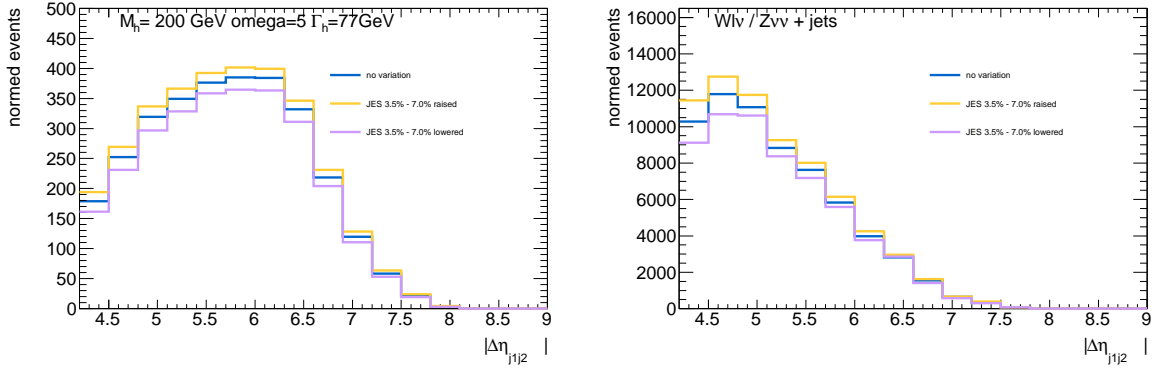 normed events
500
450
400
350
300
250
200
150
100
50
0
M_h= 200 GeV omega=5 Γ_h=77GeV
no variation
JES 3.5% - 7.0% raised
JES 3.5% - 7.0% lowered
4.5 5 5.5 6 6.5 7 7.5 8 8.5 9
|Δη_j1j2 |
normed events
16000
14000
12000
10000
8000
6000
4000
2000
0
Wlν / Zνν + jets
no variation
JES 3.5% - 7.0% raised
JES 3.5% - 7.0% lowered
4.5 5 5.5 6 6.5 7 7.5 8 8.5 9
|Δη_j1j2 |